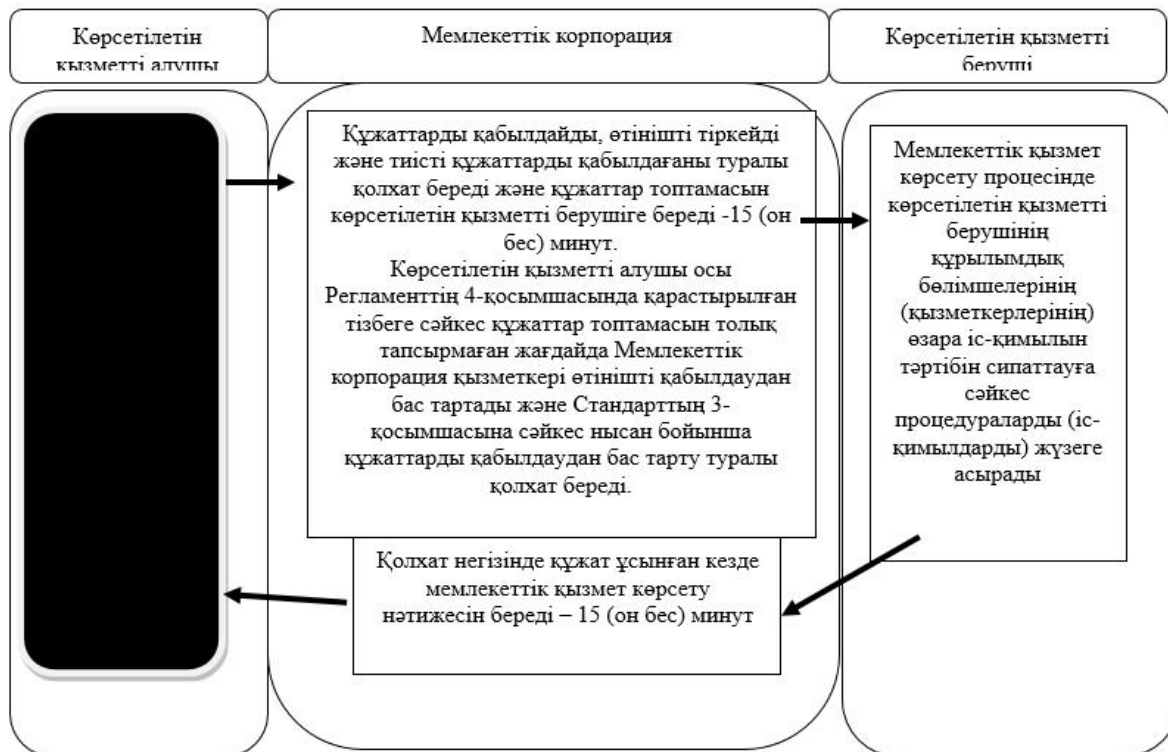 Көрсетілетін
қызметті алушы
Мемлекеттік корпорация
Көрсетілетін қызметті
беруші
Құжаттарды қабылдайды, өтінішті тіркейді
және тиісті құжаттарды қабылдағаны туралы
қолхат береді және құжаттар топтамасын
көрсетілетін қызметті берушіге береді -15 (он
бес) минут.
Көрсетілетін қызметті алушы осы
Регламенттің 4-қосымшасында қарастырылған
тізбеге сәйкес құжаттар топтамасын толық
тапсырмаған жағдайда Мемлекеттік
корпорация қызметкері өтінішті қабылдаудан
бас тартады және Стандарттың 3-
қосымшасына сәйкес нысан бойынша
құжаттарды қабылдаудан бас тарту туралы
қолхат береді.
Мемлекеттік қызмет
көрсету процесінде
көрсетілетін қызметті
берушінің
құрылымдық
бөлімшелерінің
(қызметкерлерінің)
өзара іс-қимылын
тәртібін сипаттауға
сәйкес
процедураларды (іс-
қимылдарды) жүзеге
асырады
Қолхат негізінде құжат ұсынған кезде
мемлекеттік қызмет көрсету
нәтижесін береді – 15 (он бес) минут